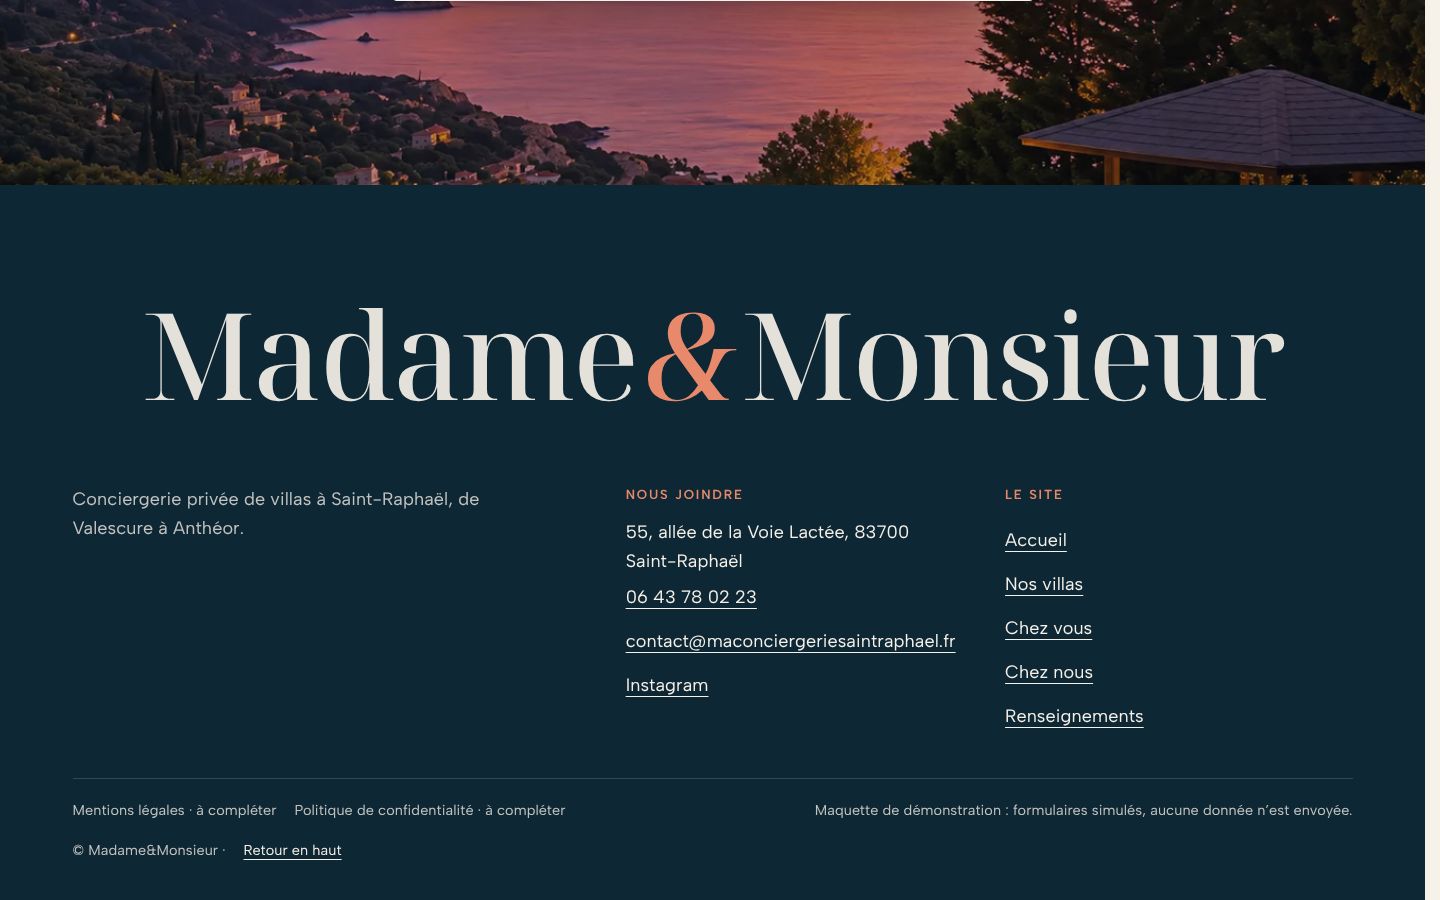 Madame&Monsieur
Conciergerie privée de villas à Saint-Raphaël, de
Valescure à Anthéor.
NOUS JOINDRE
55, allée de la Voie Lactée, 83700
Saint-Raphaël
06 43 78 02 23
contact@maconciergeriesaintraphael.fr
Instagram
LE SITE
Accueil
Nos villas
Chez vous
Chez nous
Renseignements
Mentions légales · à compléter
Politique de confidentialité · à compléter
Maquette de démonstration : formulaires simulés, aucune donnée n’est envoyée.
© Madame&Monsieur ·
Retour en haut